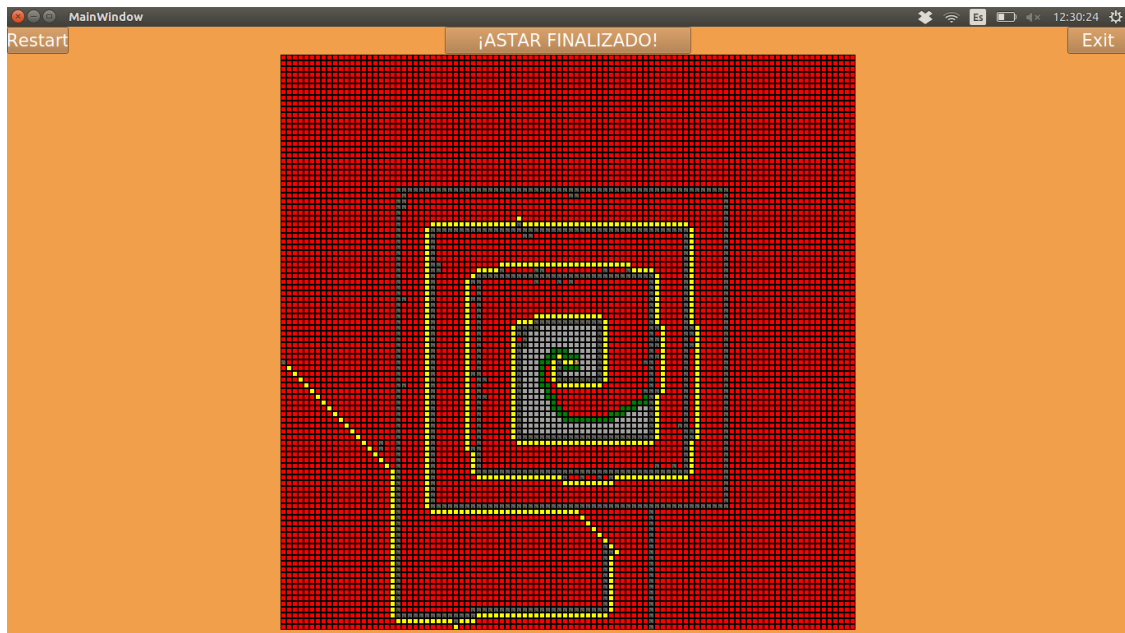 MainWindow
Es
12:30:24
Restart
¡ASTAR FINALIZADO!
Exit